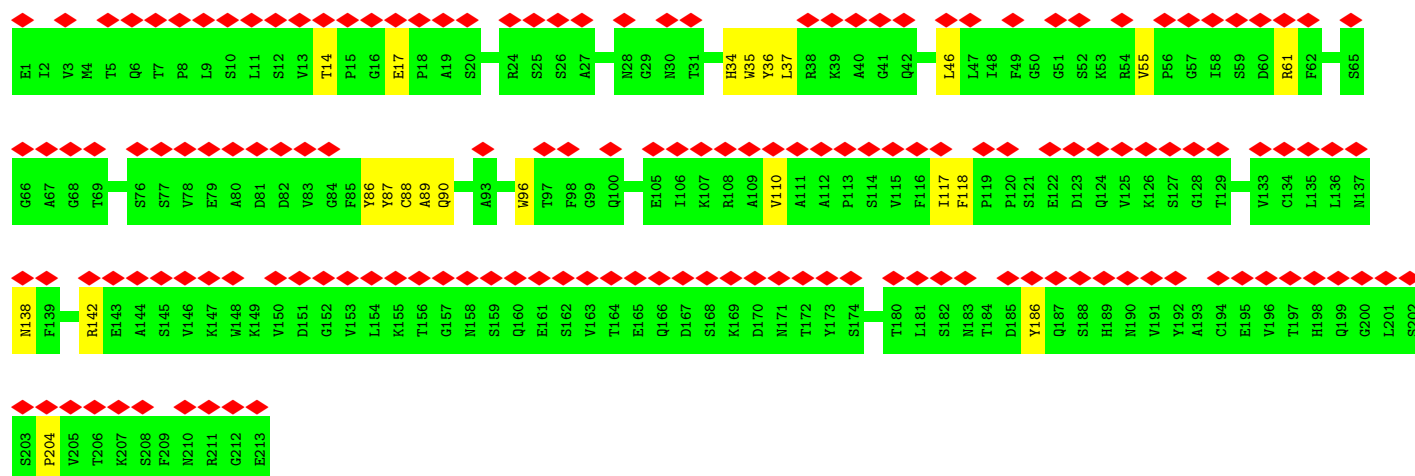 E1 I2 V3 M4 T5 Q6 T7 P8 L9 S10 L11 S12 V13 T14 P15 G16 E17 P18 A19 S20 R24 S25 S26 A27 N28 G29 N30 T31 H34 W35 Y36 L37 R38 K39 A40 G41 Q42 L46 L47 I48 F49 G50 G51 S52 K53 R54 V55 P56 G57 I58 S59 D60 R61 F62 S65
G66 A67 G68 T69 S76 S77 V78 E79 A80 D81 D82 V83 G84 F85 Y86 Y87 C88 A89 Q90 A93 W96 T97 F98 G99 Q100 E105 I106 K107 R108 A109 V110 A111 A112 P113 S114 V115 F116 I117 F118 P119 P120 S121 E122 D123 Q124 V125 K126 S127 G128 T129 V133 C134 L135 L136 N137
N138 F139 R142 E143 A144 S145 V146 K147 W148 K149 V150 D151 G152 V153 L154 K155 T156 G157 N158 S159 Q160 E161 S162 V163 T164 E165 Q166 D167 S168 K169 D170 N171 T172 Y173 S174 T180 L181 S182 N183 T184 D185 Y186 Q187 S188 H189 N190 V191 Y192 A193 C194 E195 V196 T197 H198 Q199 G200 L201 S202
S203 P204 V205 T206 K207 S208 F209 N210 R211 G212 E213